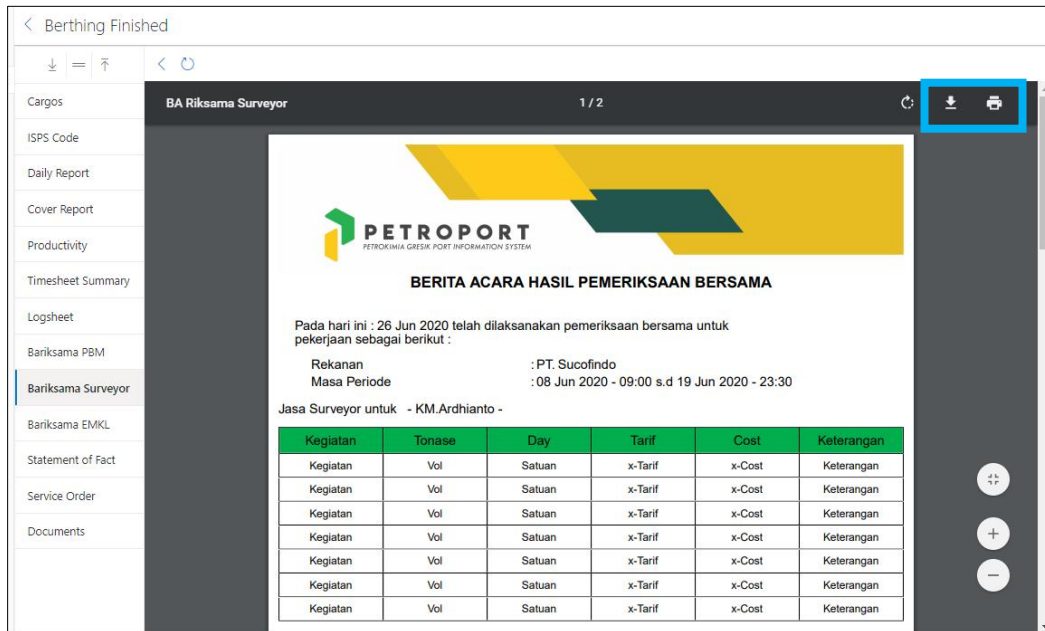 Berthing Finished
Cargos
ISPS Code
Daily Report
Cover Report
Productivity
Timesheet Summary
Logsheet
Bariksama PBM
Bariksama Surveyor
Bariksama EMKL
Statement of Fact
Service Order
Documents
BA Riksama Surveyor 1 / 2
PETROPORT
PETROKIMIA GRESIK PORT INFORMATION SYSTEM
BERITA ACARA HASIL PEMERIKSAAN BERSAMA
Pada hari ini : 26 Jun 2020 telah dilaksanakan pemeriksaan bersama untuk
pekerjaan sebagai berikut :
Rekanan : PT. Sucofindo
Masa Periode : 08 Jun 2020 - 09:00 s.d 19 Jun 2020 - 23:30
Jasa Surveyor untuk - KM.Ardhianto -
Kegiatan Tonase Day Tarif Cost Keterangan
Kegiatan Vol Satuan x-Tarif x-Cost Keterangan
Kegiatan Vol Satuan x-Tarif x-Cost Keterangan
Kegiatan Vol Satuan x-Tarif x-Cost Keterangan
Kegiatan Vol Satuan x-Tarif x-Cost Keterangan
Kegiatan Vol Satuan x-Tarif x-Cost Keterangan
Kegiatan Vol Satuan x-Tarif x-Cost Keterangan
Kegiatan Vol Satuan x-Tarif x-Cost Keterangan